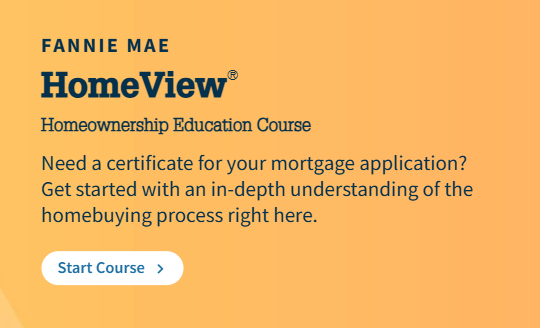 FANNIE MAE
HomeView®
Homeownership Education Course
Need a certificate for your mortgage application?
Get started with an in-depth understanding of the
homebuying process right here.
Start Course >